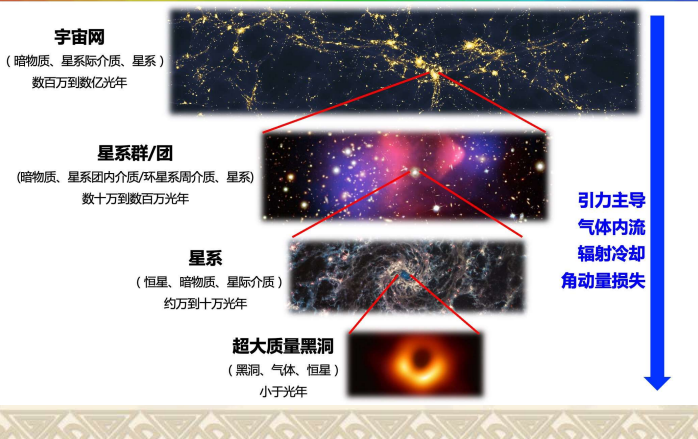 宇宙网
（暗物质、星系际介质、星系）
数百万到数亿光年
星系群/团
(暗物质、星系团内介质/环星系周介质、星系)
数十万到数百万光年
星系
（恒星、暗物质、星际介质）
约万到十万光年
超大质量黑洞
（黑洞、气体、恒星）
小于光年
引力主导
气体内流
辐射冷却
角动量损失